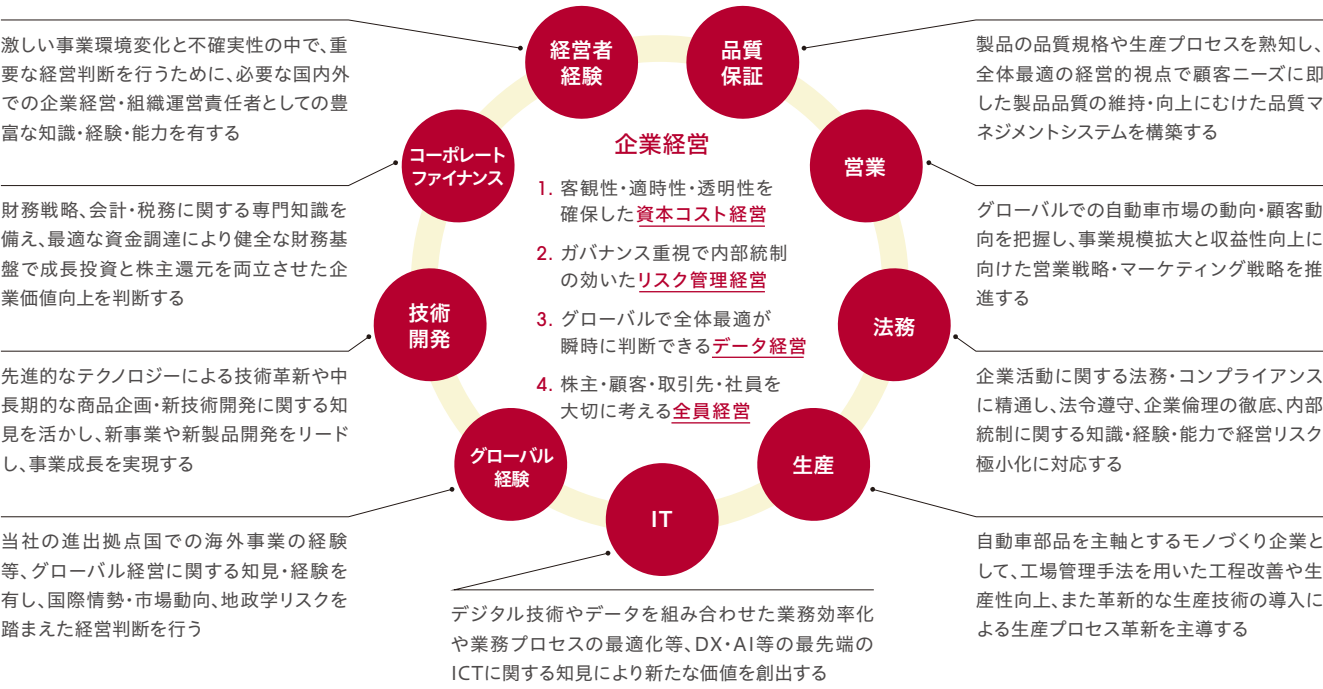 経営者
経験
激しい事業環境変化と不確実性の中で、重
要な経営判断を行うために、必要な国内外
での企業経営・組織運営責任者としての豊
富な知識・経験・能力を有する
コーポレート
ファイナンス
財務戦略、会計・税務に関する専門知識を
備え、最適な資金調達により健全な財務基
盤で成長投資と株主還元を両立させた企
業価値向上を判断する
技術
開発
先進的なテクノロジーによる技術革新や中
長期的な商品企画・新技術開発に関する知
見を活かし、新事業や新製品開発をリード
し、事業成長を実現する
グローバル
経験
当社の進出拠点国での海外事業の経験
等、グローバル経営に関する知見・経験を
有し、国際情勢・市場動向、地政学リスクを
踏まえた経営判断を行う
企業経営
1. 客観性・適時性・透明性を
確保した資本コスト経営
2. ガバナンス重視で内部統制
の効いたリスク管理経営
3. グローバルで全体最適が
瞬時に判断できるデータ経営
4. 株主・顧客・取引先・社員を
大切に考える全員経営
IT
デジタル技術やデータを組み合わせた業務効率化
や業務プロセスの最適化等、DX・AI等の最先端の
ICTに関する知見により新たな価値を創出する
品質
保証
製品の品質規格や生産プロセスを熟知し、
全体最適の経営的視点で顧客ニーズに即
した製品品質の維持・向上にむけた品質マ
ネジメントシステムを構築する
営業
グローバルでの自動車市場の動向・顧客動
向を把握し、事業規模拡大と収益性向上に
向けた営業戦略・マーケティング戦略を推
進する
法務
企業活動に関する法務・コンプライアンス
に精通し、法令遵守、企業倫理の徹底、内部
統制に関する知識・経験・能力で経営リスク
極小化に対応する
生産
自動車部品を主軸とするモノづくり企業と
して、工場管理手法を用いた工程改善や生
産性向上、また革新的な生産技術の導入に
よる生産プロセス革新を主導する